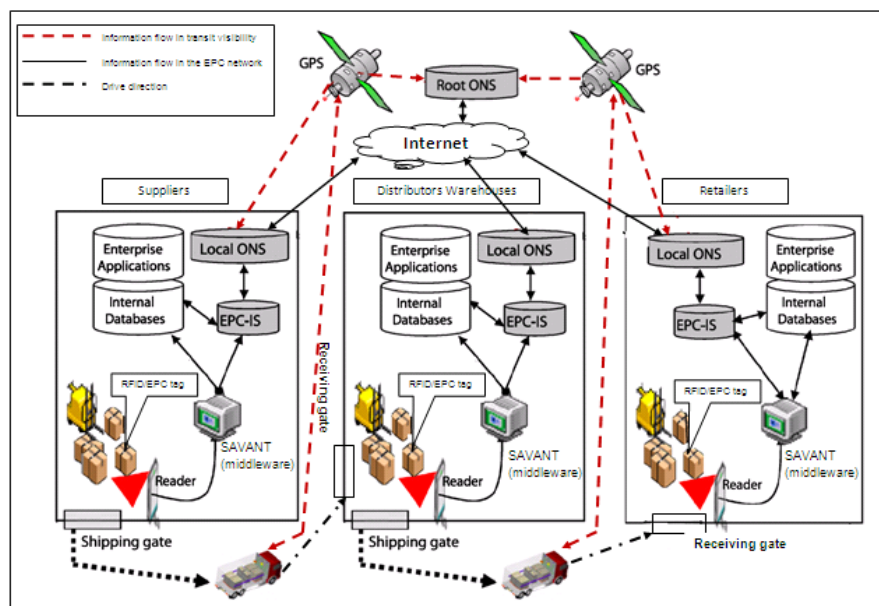 Information flow in transit visibility
Information flow in the EPC network
Drive direction
GPS
Root ONS
GPS
Internet
Suppliers
Distributors Warehouses
Retailers
Enterprise
Applications
Local ONS
Internal
Databases
EPC-IS
RFID/EPC tag
SAVANT
(middleware)
Reader
Shipping gate
Receiving gate
Enterprise
Applications
Local ONS
Internal
Databases
EPC-IS
RFID/EPC tag
SAVANT
(middleware)
Reader
Shipping gate
Local ONS
Enterprise
Applications
EPC-IS
Internal
Databases
RFID/EPC tag
SAVANT
(middleware)
Reader
Receiving gate